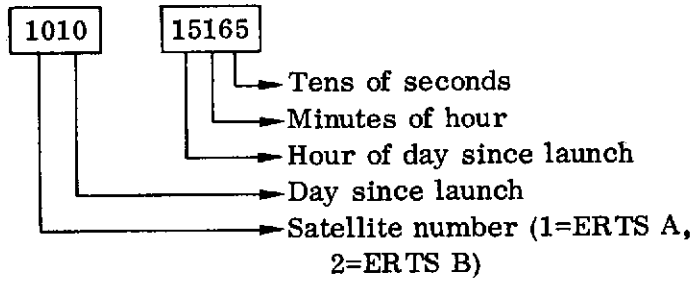 1010 15165
Tens of seconds
Minutes of hour
Hour of day since launch
Day since launch
Satellite number (1=ERTS A,
2=ERTS B)